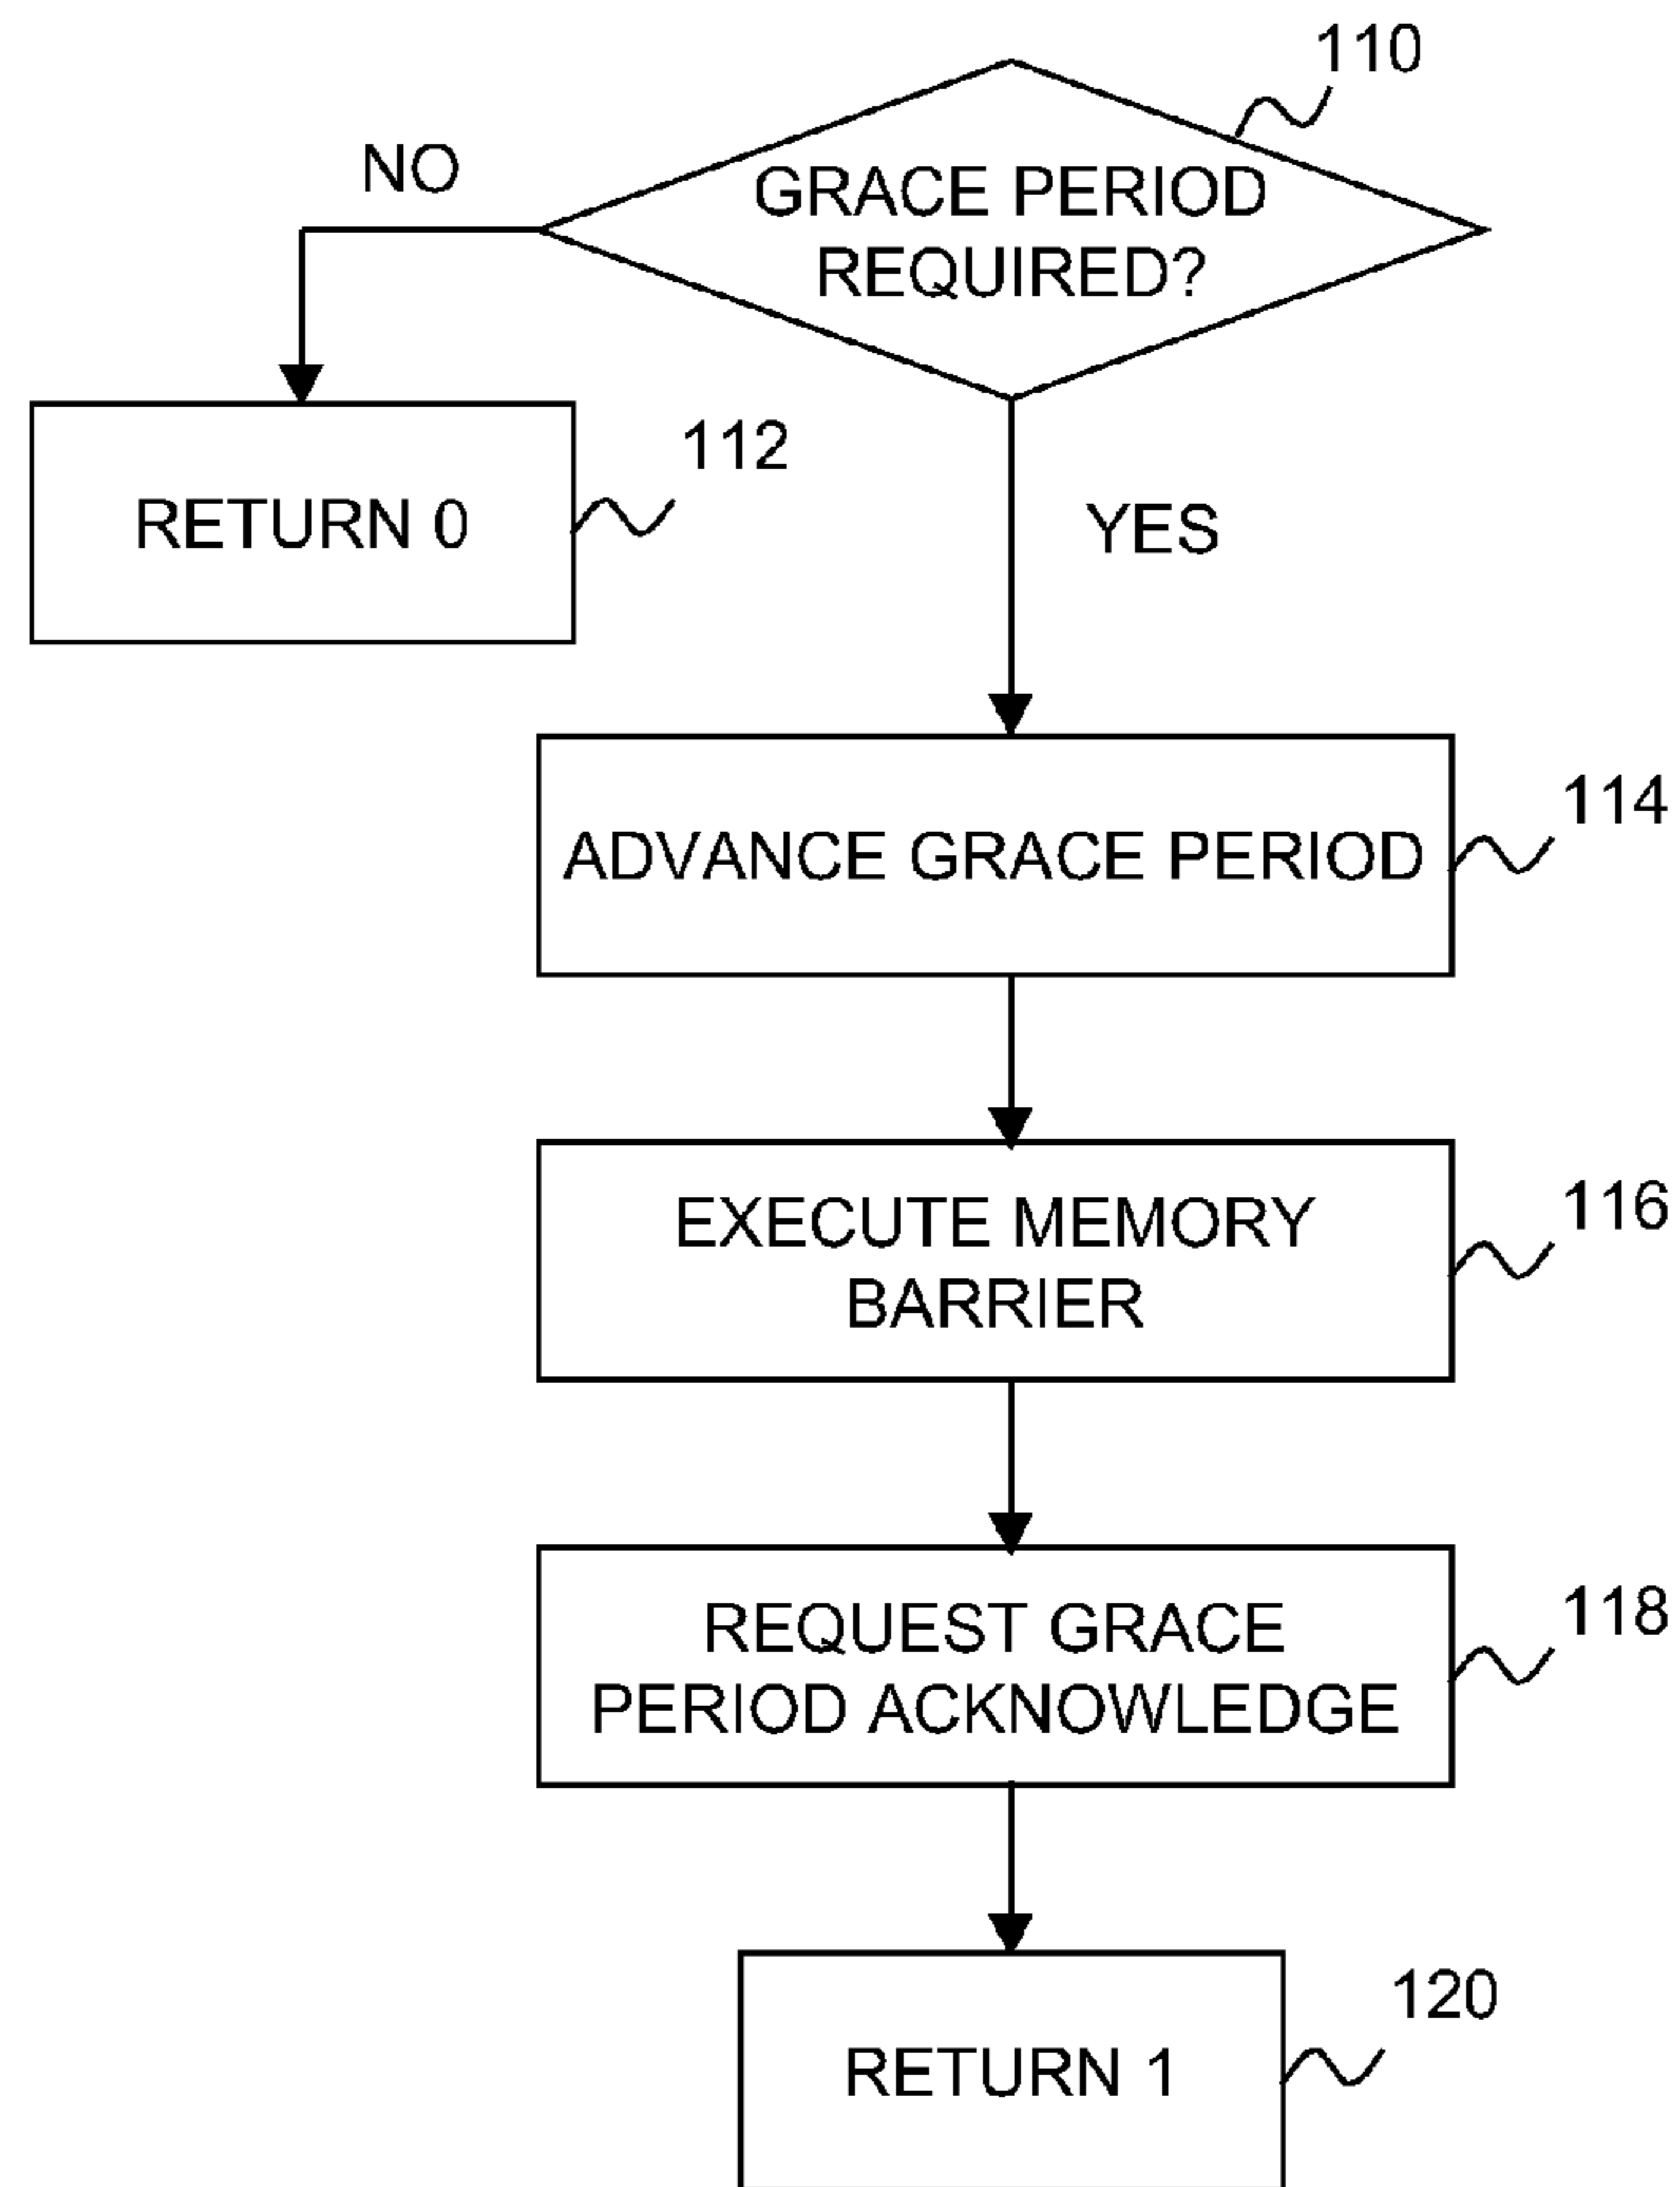 110
NO
GRACE PERIOD
REQUIRED?
112
RETURN 0
YES
114
ADVANCE GRACE PERIOD
116
EXECUTE MEMORY
BARRIER
118
REQUEST GRACE
PERIOD ACKNOWLEDGE
120
RETURN 1